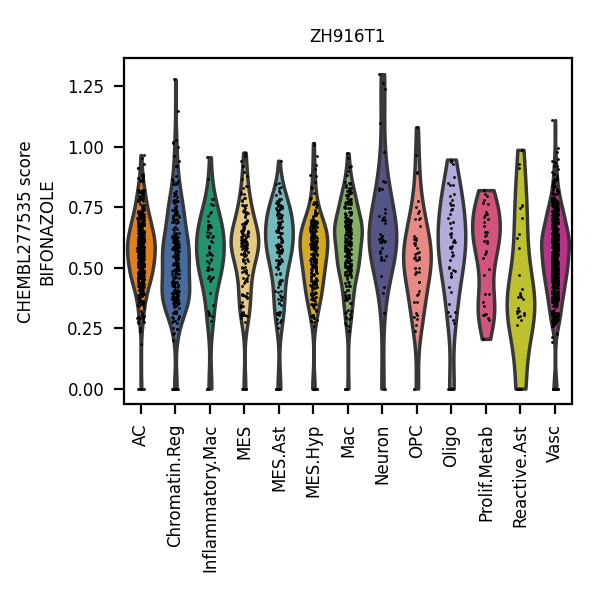 ZH916T1
CHEMBL277535 score
BIFONAZOLE
1.25
1.00
0.75
0.50
0.25
0.00
AC
Chromatin.Reg
Inflammatory.Mac
MES
MES.Ast
MES.Hyp
Mac
Neuron
OPC
Oligo
Prolif.Metab
Reactive.Ast
Vasc